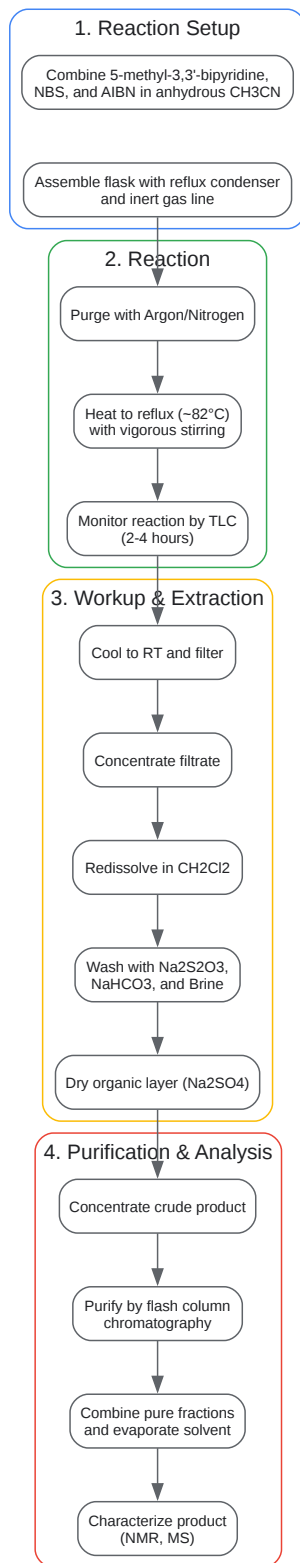 1. Reaction Setup
Combine 5-methyl-3,3'-bipyridine,
NBS, and AIBN in anhydrous CH3CN
Assemble flask with reflux condenser
and inert gas line
2. Reaction
Purge with Argon/Nitrogen
Heat to reflux (~82°C)
with vigorous stirring
Monitor reaction by TLC
(2-4 hours)
3. Workup & Extraction
Cool to RT and filter
Concentrate filtrate
Redissolve in CH2Cl2
Wash with Na2S2O3,
NaHCO3, and Brine
Dry organic layer (Na2SO4)
4. Purification & Analysis
Concentrate crude product
Purify by flash column
chromatography
Combine pure fractions
and evaporate solvent
Characterize product
(NMR, MS)